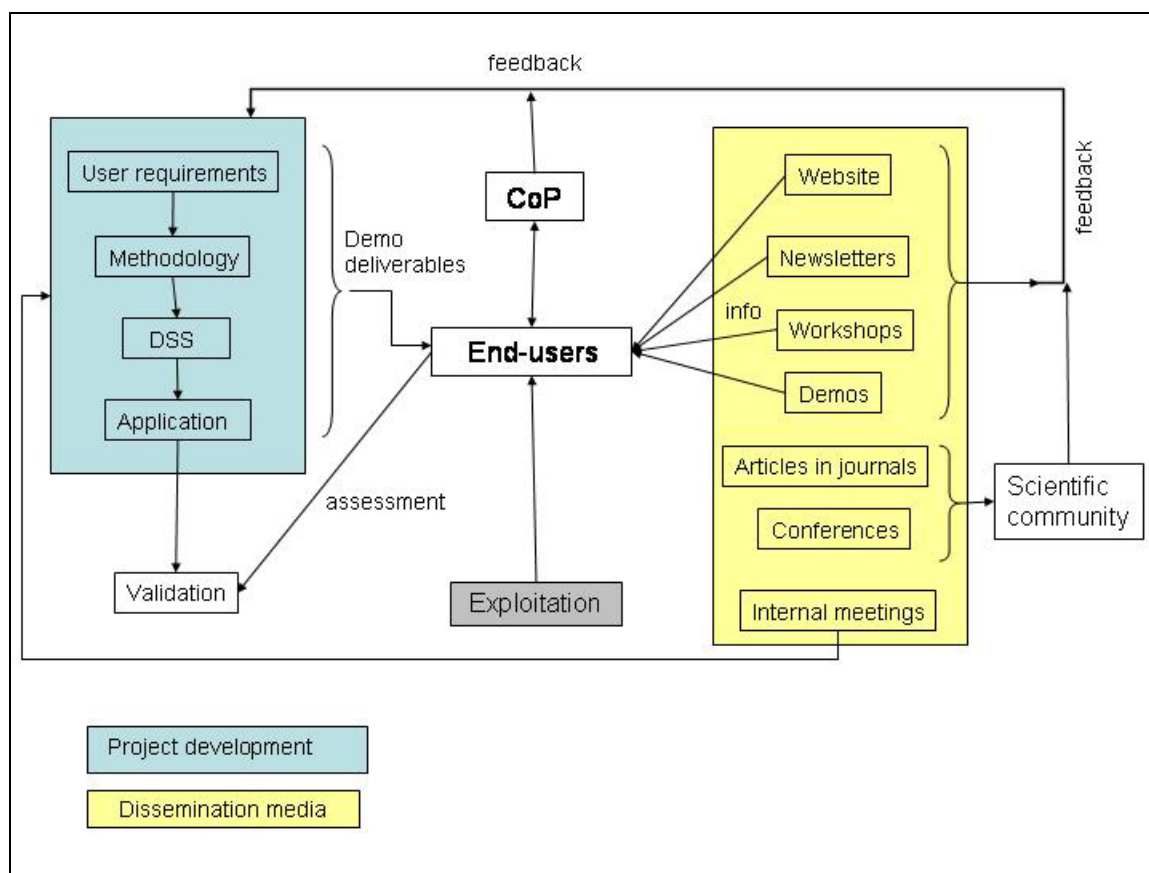 feedback
User requirements
Methodology
DSS
Application
Validation
Demo
deliverables
CoP
End-users
assessment
Exploitation
info
Website
Newsletters
Workshops
Demos
Articles in journals
Conferences
Internal meetings
feedback
Scientific
community
Project development
Dissemination media